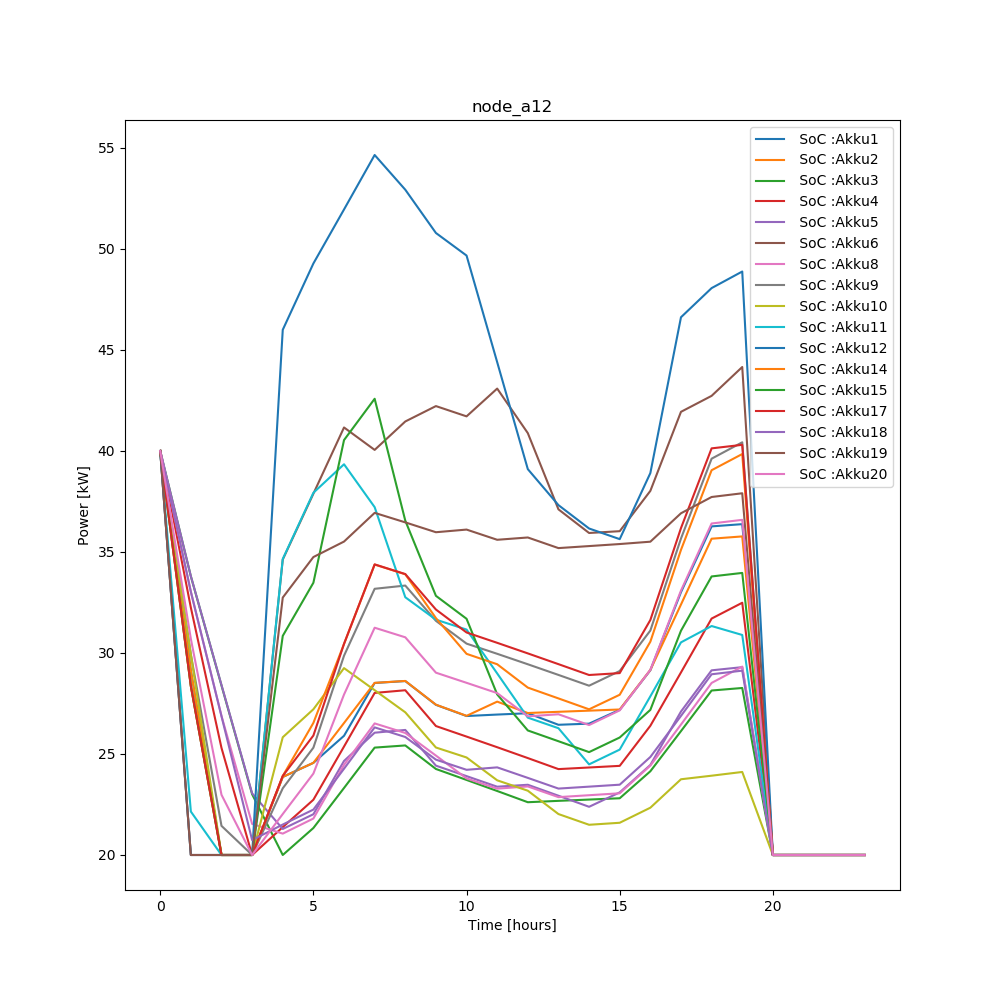 node_a12
55
50
45
40
35
30
25
20
Power [kW]
0 5 10 15 20
Time [hours]
SoC :Akku1
SoC :Akku2
SoC :Akku3
SoC :Akku4
SoC :Akku5
SoC :Akku6
SoC :Akku8
SoC :Akku9
SoC :Akku10
SoC :Akku11
SoC :Akku12
SoC :Akku14
SoC :Akku15
SoC :Akku17
SoC :Akku18
SoC :Akku19
SoC :Akku20